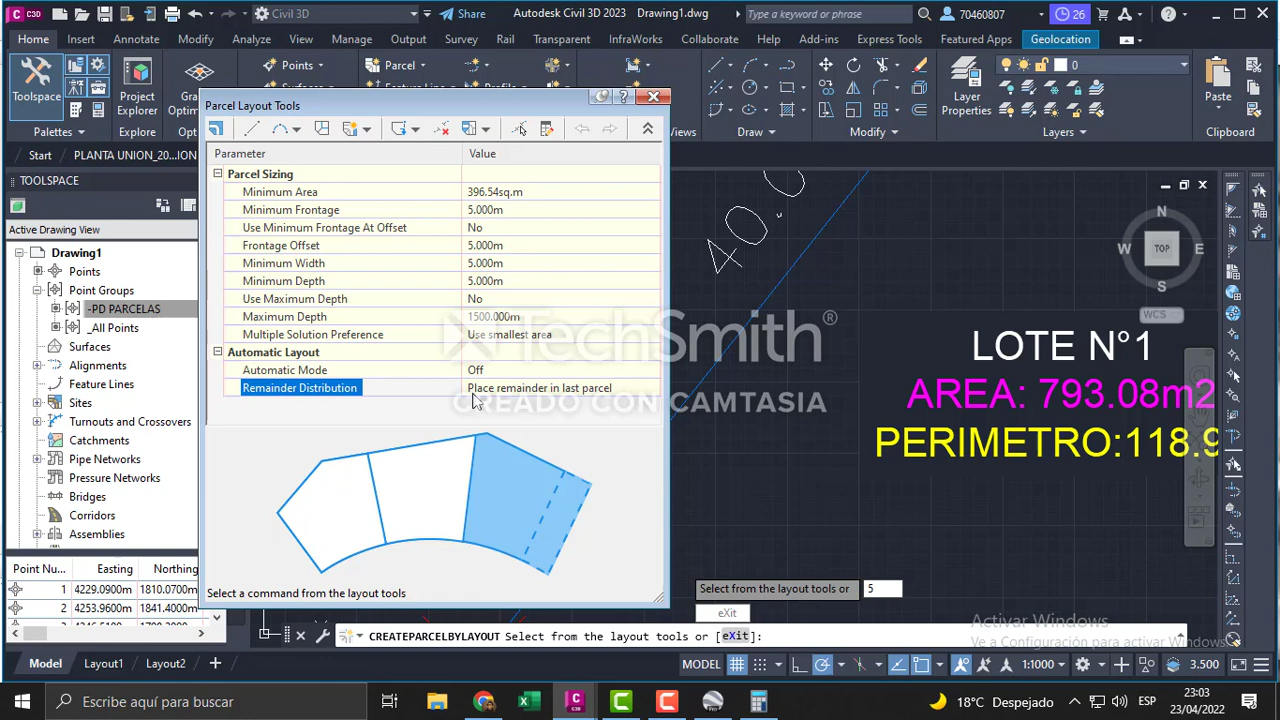 Civil 3D
Share
Autodesk Civil 3D 2023 Drawing1.dwg
Type a keyword or phrase
70460807
26
Home Insert Annotate Modify Analyze View Manage Output Survey Rail Transparent InfraWorks Collaborate Help Add-ins Express Tools Featured Apps Geolocation
Toolspace
Project
Explorer
Points
Parcel
0
Layer
Properties
Paste
Palettes Explore Draw Modify Layers Clipboard
Start PLANTA UNION_20...
TOOLSPACE
Active Drawing View
Drawing1
Points
Point Groups
-PD PARCELAS
_All Points
Surfaces
Alignments
Feature Lines
Sites
Turnouts and Crossovers
Catchments
Pipe Networks
Pressure Networks
Bridges
Corridors
Assemblies
Point Nu... Easting Northing
1 4229.0900m 1810.0700m
2 4253.9600m 1841.4000m
Parcel Layout Tools
Parameter Value
Parcel Sizing
Minimum Area 396.54sq.m
Minimum Frontage 5.000m
Use Minimum Frontage At Offset No
Frontage Offset 5.000m
Minimum Width 5.000m
Minimum Depth 5.000m
Use Maximum Depth No
Maximum Depth 1500.000m
Multiple Solution Preference Use smallest area
Automatic Layout
Automatic Mode Off
Remainder Distribution Place remainder in last parcel
Select a command from the layout tools
TechSmith®
CREADO CON CAMTASIA
N
W TOP E
S
WCS
LOTE N°1
AREA: 793.08m2
PERIMETRO:118.9
Select from the layout tools or 5
eXit
Activar Windows
Ve a Configuración para activar Windows
CREATEPARCELBYLAYOUT Select from the layout tools or [eXit]:
Model Layout1 Layout2 +
MODEL 1:1000 3.500
Buscar
18°C Despejado
ESP
23:03
23/04/2022